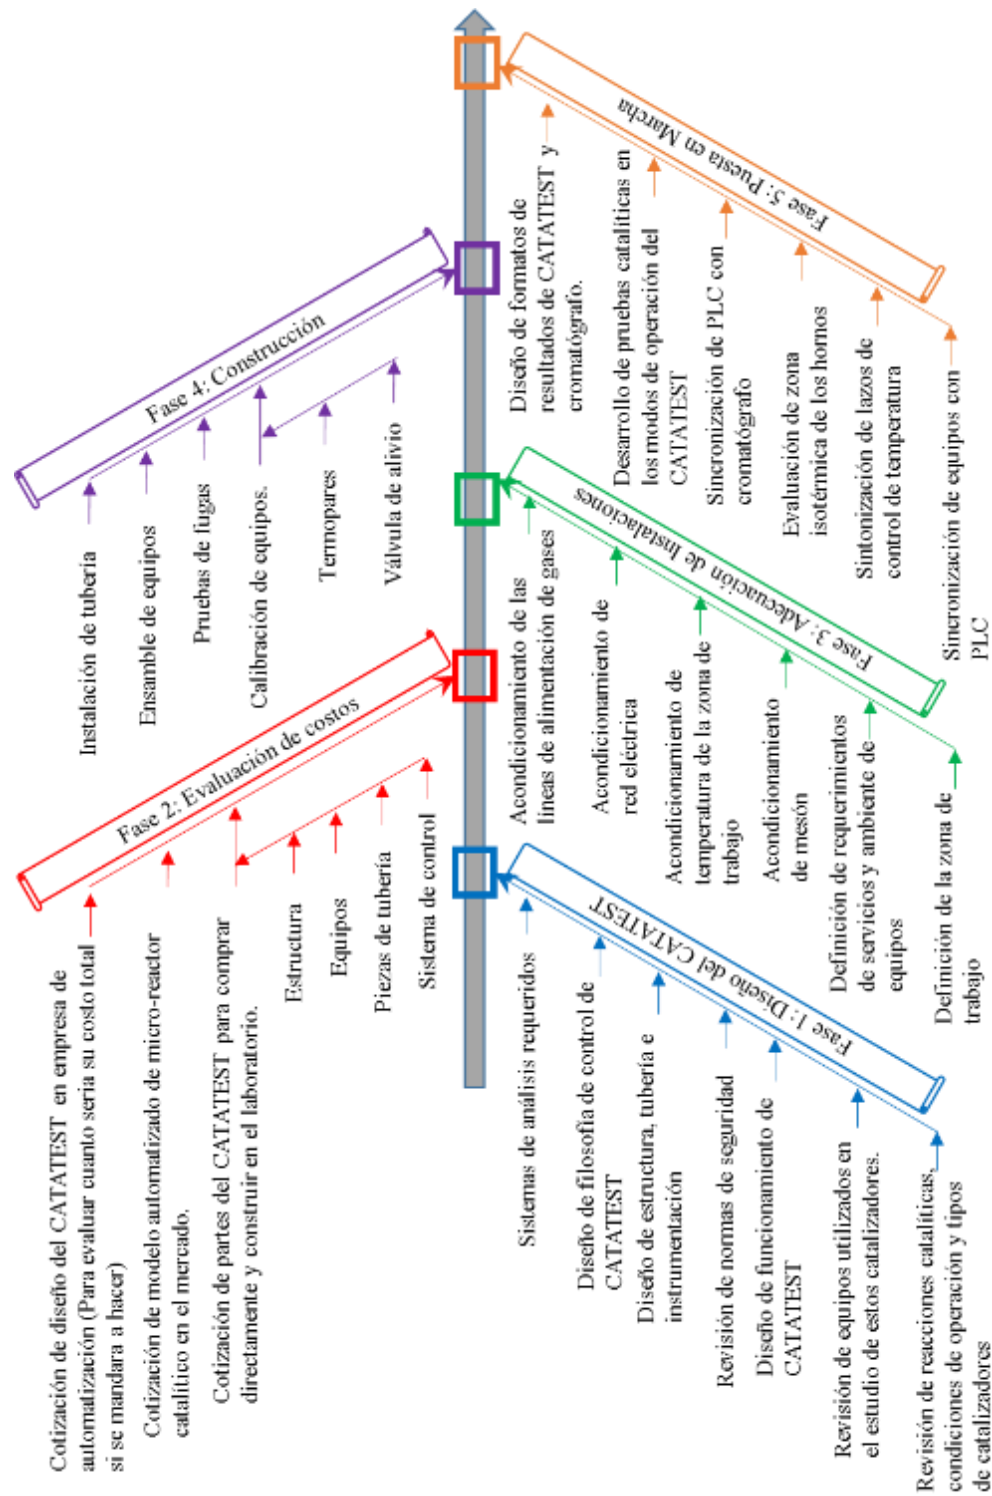 Cotización de diseño del CATATEST en empresa de
automatización (Para evaluar cuanto seria su costo total
si se mandara a hacer)
Cotización de modelo automatizado de micro-reactor
catalítico en el mercado.
Cotización de partes del CATATEST para comprar
directamente y construir en el laboratorio.
Estructura
Equipos
Piezas de tubería
Sistema de control
Fase 2: Evaluación de costos
Instalación de tubería
Ensamble de equipos
Pruebas de fugas
Calibración de equipos.
Termopares
Válvula de alivio
Fase 4: Construcción
Sistemas de análisis requeridos
Diseño de filosofía de control de
CATATEST
Diseño de estructura, tubería e
instrumentación
Revisión de normas de seguridad
Diseño de funcionamiento de
CATATEST
Revisión de equipos utilizados en
el estudio de estos catalizadores.
Revisión de reacciones catalíticas,
condiciones de operación y tipos
de catalizadores
Fase 1: Diseño del CATATEST
Acondicionamiento de las
líneas de alimentación de gases
Acondicionamiento de
red eléctrica
Acondicionamiento de
temperatura de la zona de
trabajo
Acondicionamiento
de mesón
Definición de requerimientos
de servicios y ambiente de
equipos
Definición de la zona de
trabajo
Fase 3: Adecuación de Instalaciones
Diseño de formatos de
resultados de CATATEST y
cromatógrafo.
Desarrollo de pruebas catalíticas en
los modos de operación del
CATATEST
Sincronización de PLC con
cromatógrafo
Evaluación de zona
isotérmica de los hornos
Sintonización de lazos de
control de temperatura
Sincronización de equipos con
PLC
Fase 5: Puesta en Marcha